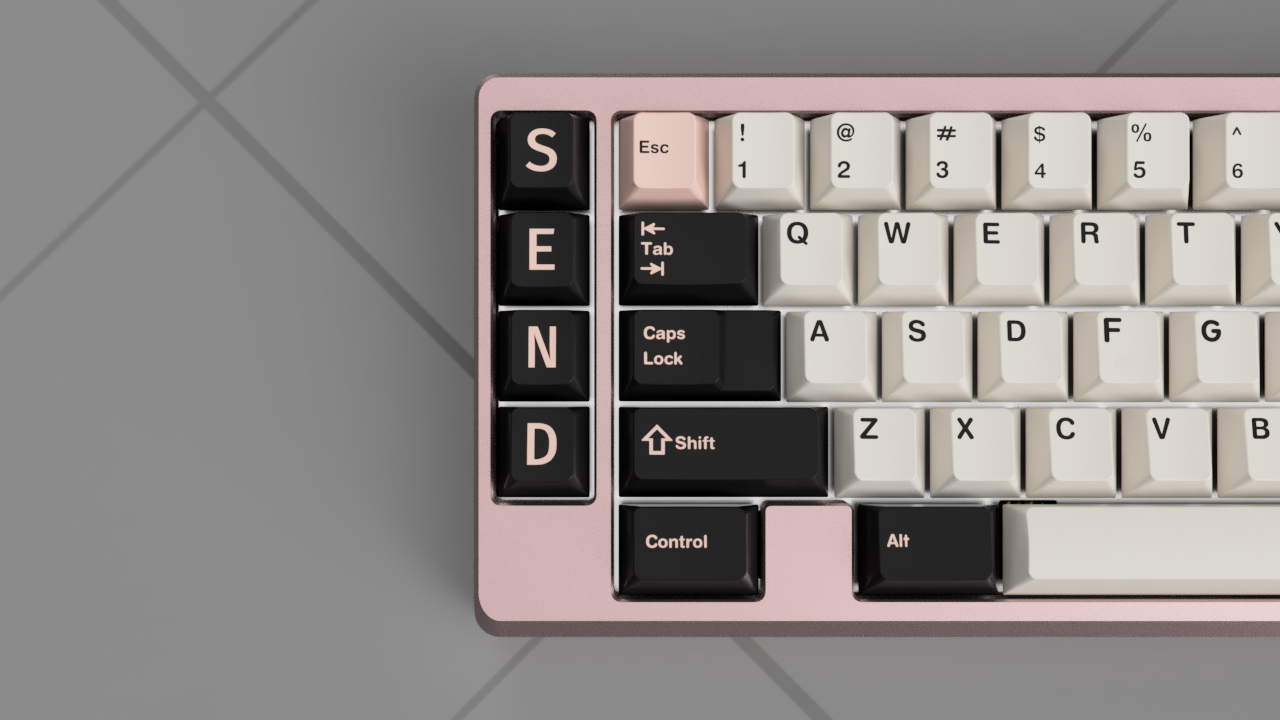 S
E
N
D
Esc
! 1
@ 2
# 3
$ 4
% 5
^ 6
Tab
Q W E R T Y
Caps
Lock
A S D F G
Shift
Z X C V B
Control
Alt